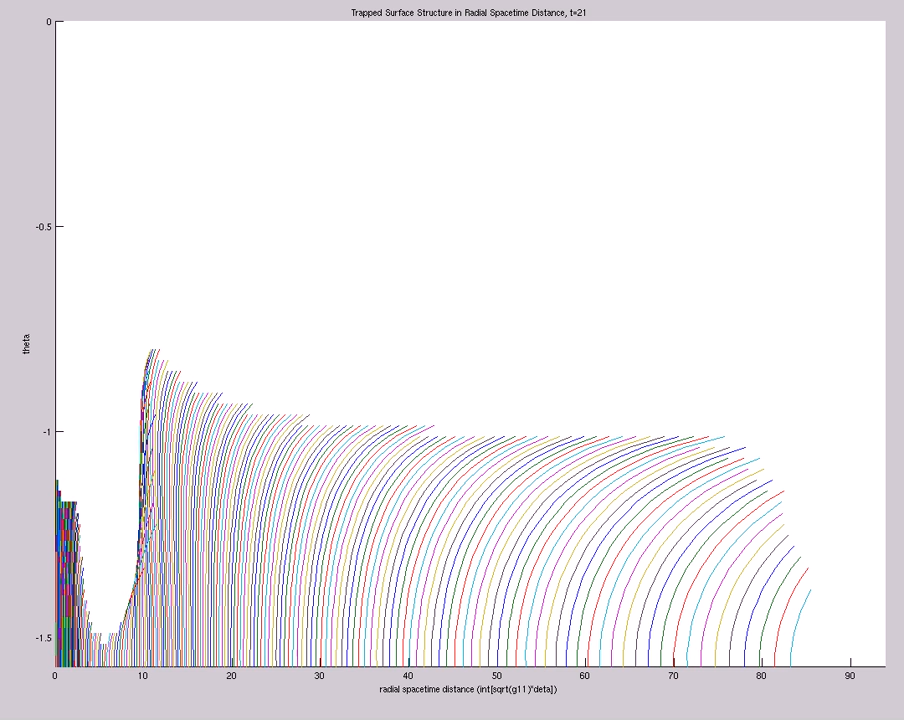 Trapped Surface Structure in Radial Spacetime Distance, t=21
0
-0.5
theta
-1
-1.5
0 10 20 30 40 50 60 70 80 90
radial spacetime distance (int[sqrt(g11)*deta])